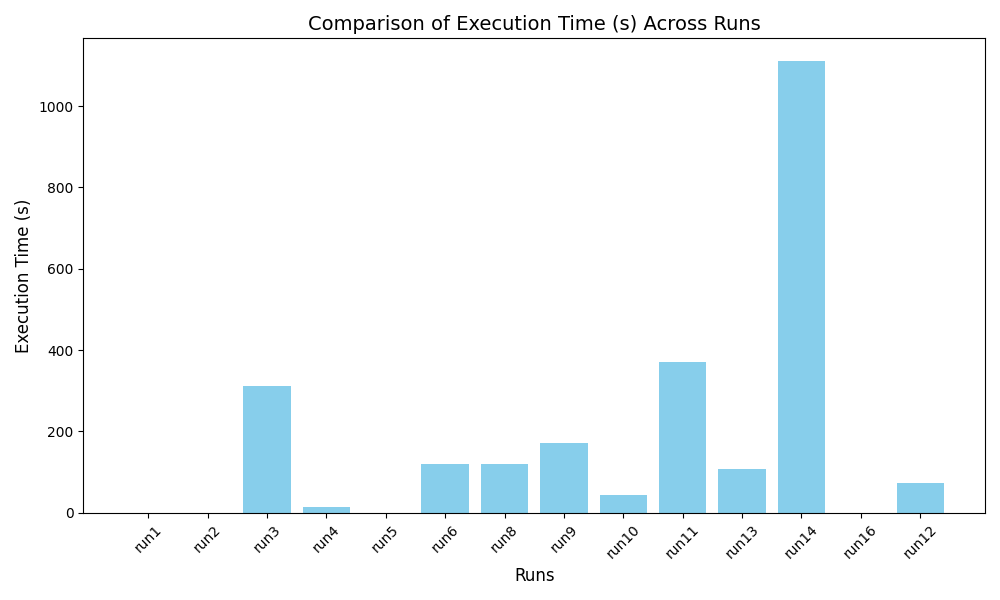 Comparison of Execution Time (s) Across Runs
Execution Time (s)
1000
800
600
400
200
0
run1
run2
run3
run4
run5
run6
run8
run9
run10
run11
run13
run14
run16
run12
Runs